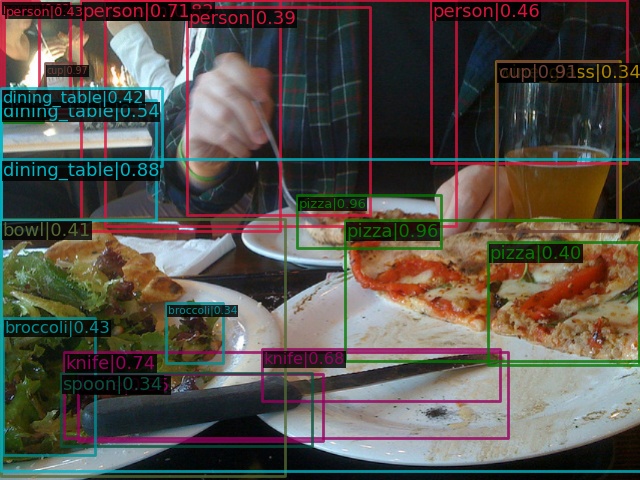 person|0.43
person|0.71
person|0.39
person|0.46
cup|0.97
cup|0.91
ss|0.34
dining_table|0.42
dining_table|0.54
dining_table|0.88
pizza|0.96
bowl|0.41
pizza|0.96
pizza|0.40
broccoli|0.34
broccoli|0.43
knife|0.74
knife|0.68
spoon|0.34